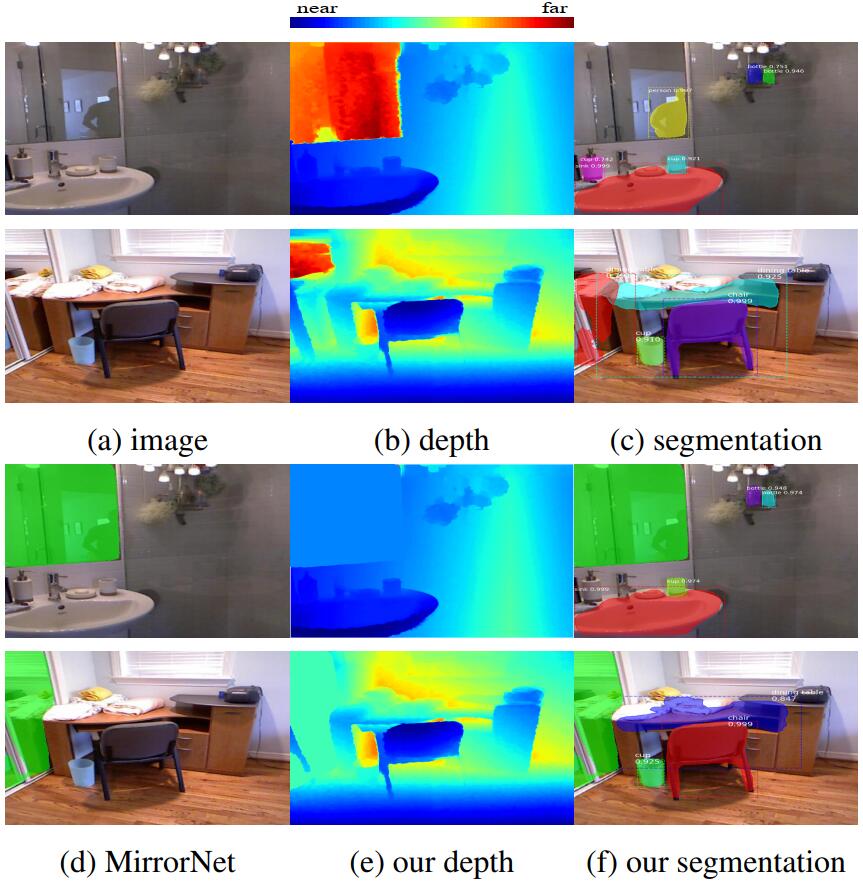 near far
bottle 0.751
bottle 0.946
person 0.997
cup 0.742
cup 0.921
sink 0.999
dining table
dining table
0.925
chair
0.999
cup
0.910
(a) image (b) depth (c) segmentation
bottle 0.948
bottle 0.974
cup 0.974
sink 0.999
dining table
0.847
chair
0.999
cup
0.925
(d) MirrorNet (e) our depth (f) our segmentation